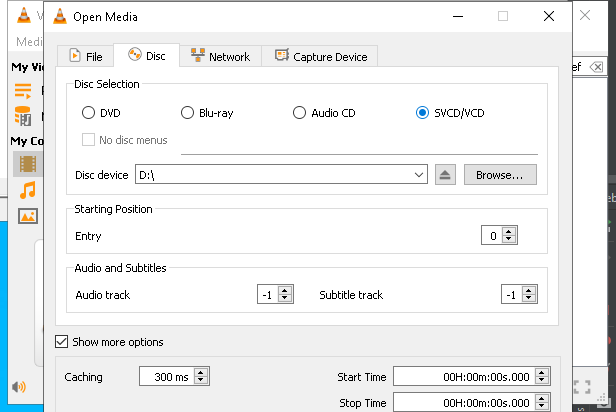 Open Media
Medi
File
Disc
Network
Capture Device
ef
My Vi
Disc Selection
DVD
Blu-ray
Audio CD
SVCD/VCD
No disc menus
My Co
Disc device
D:\
Browse...
Starting Position
Entry
0
Audio and Subtitles
Audio track
-1
Subtitle track
-1
Show more options
Caching
300 ms
Start Time
00H:00m:00s.000
Stop Time
00H:00m:00s.000